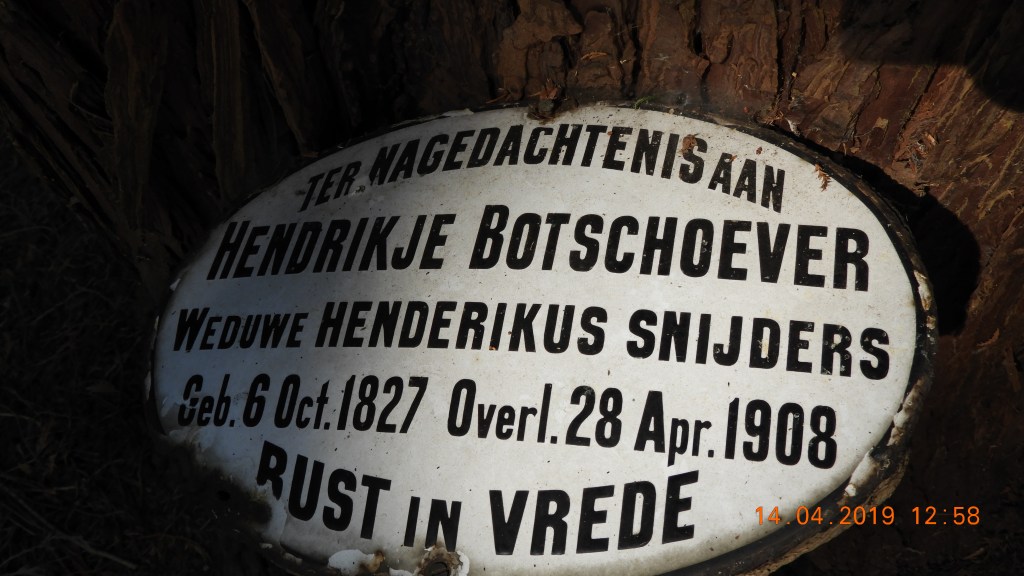 TER NAGEDACHTENIS AAN
HENDRIKJE BOTSCHOEVER
WEDUWE HENDERIKUS SNIJDERS
Geb. 6 Oct. 1827 Overl. 28 Apr. 1908
RUST IN VREDE
14.04.2019 12:58